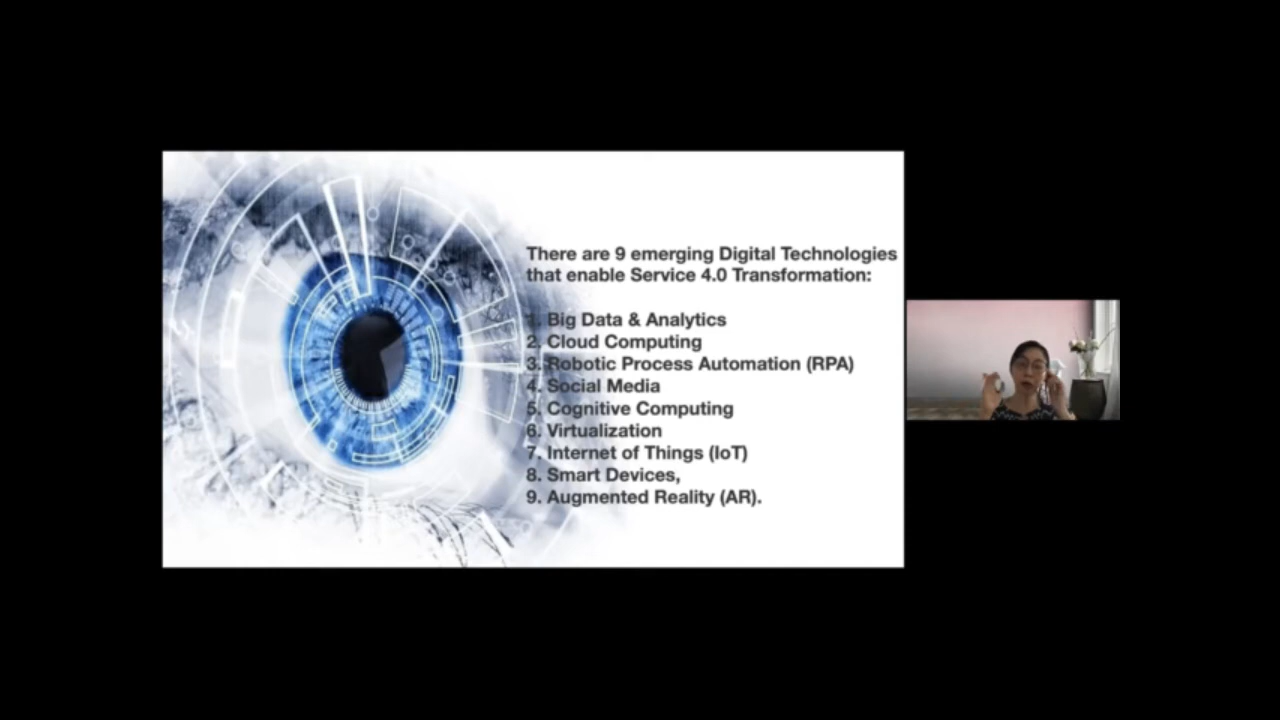 There are 9 emerging Digital Technologies
that enable Service 4.0 Transformation:
1. Big Data & Analytics
2. Cloud Computing
3. Robotic Process Automation (RPA)
4. Social Media
5. Cognitive Computing
6. Virtualization
7. Internet of Things (IoT)
8. Smart Devices,
9. Augmented Reality (AR).